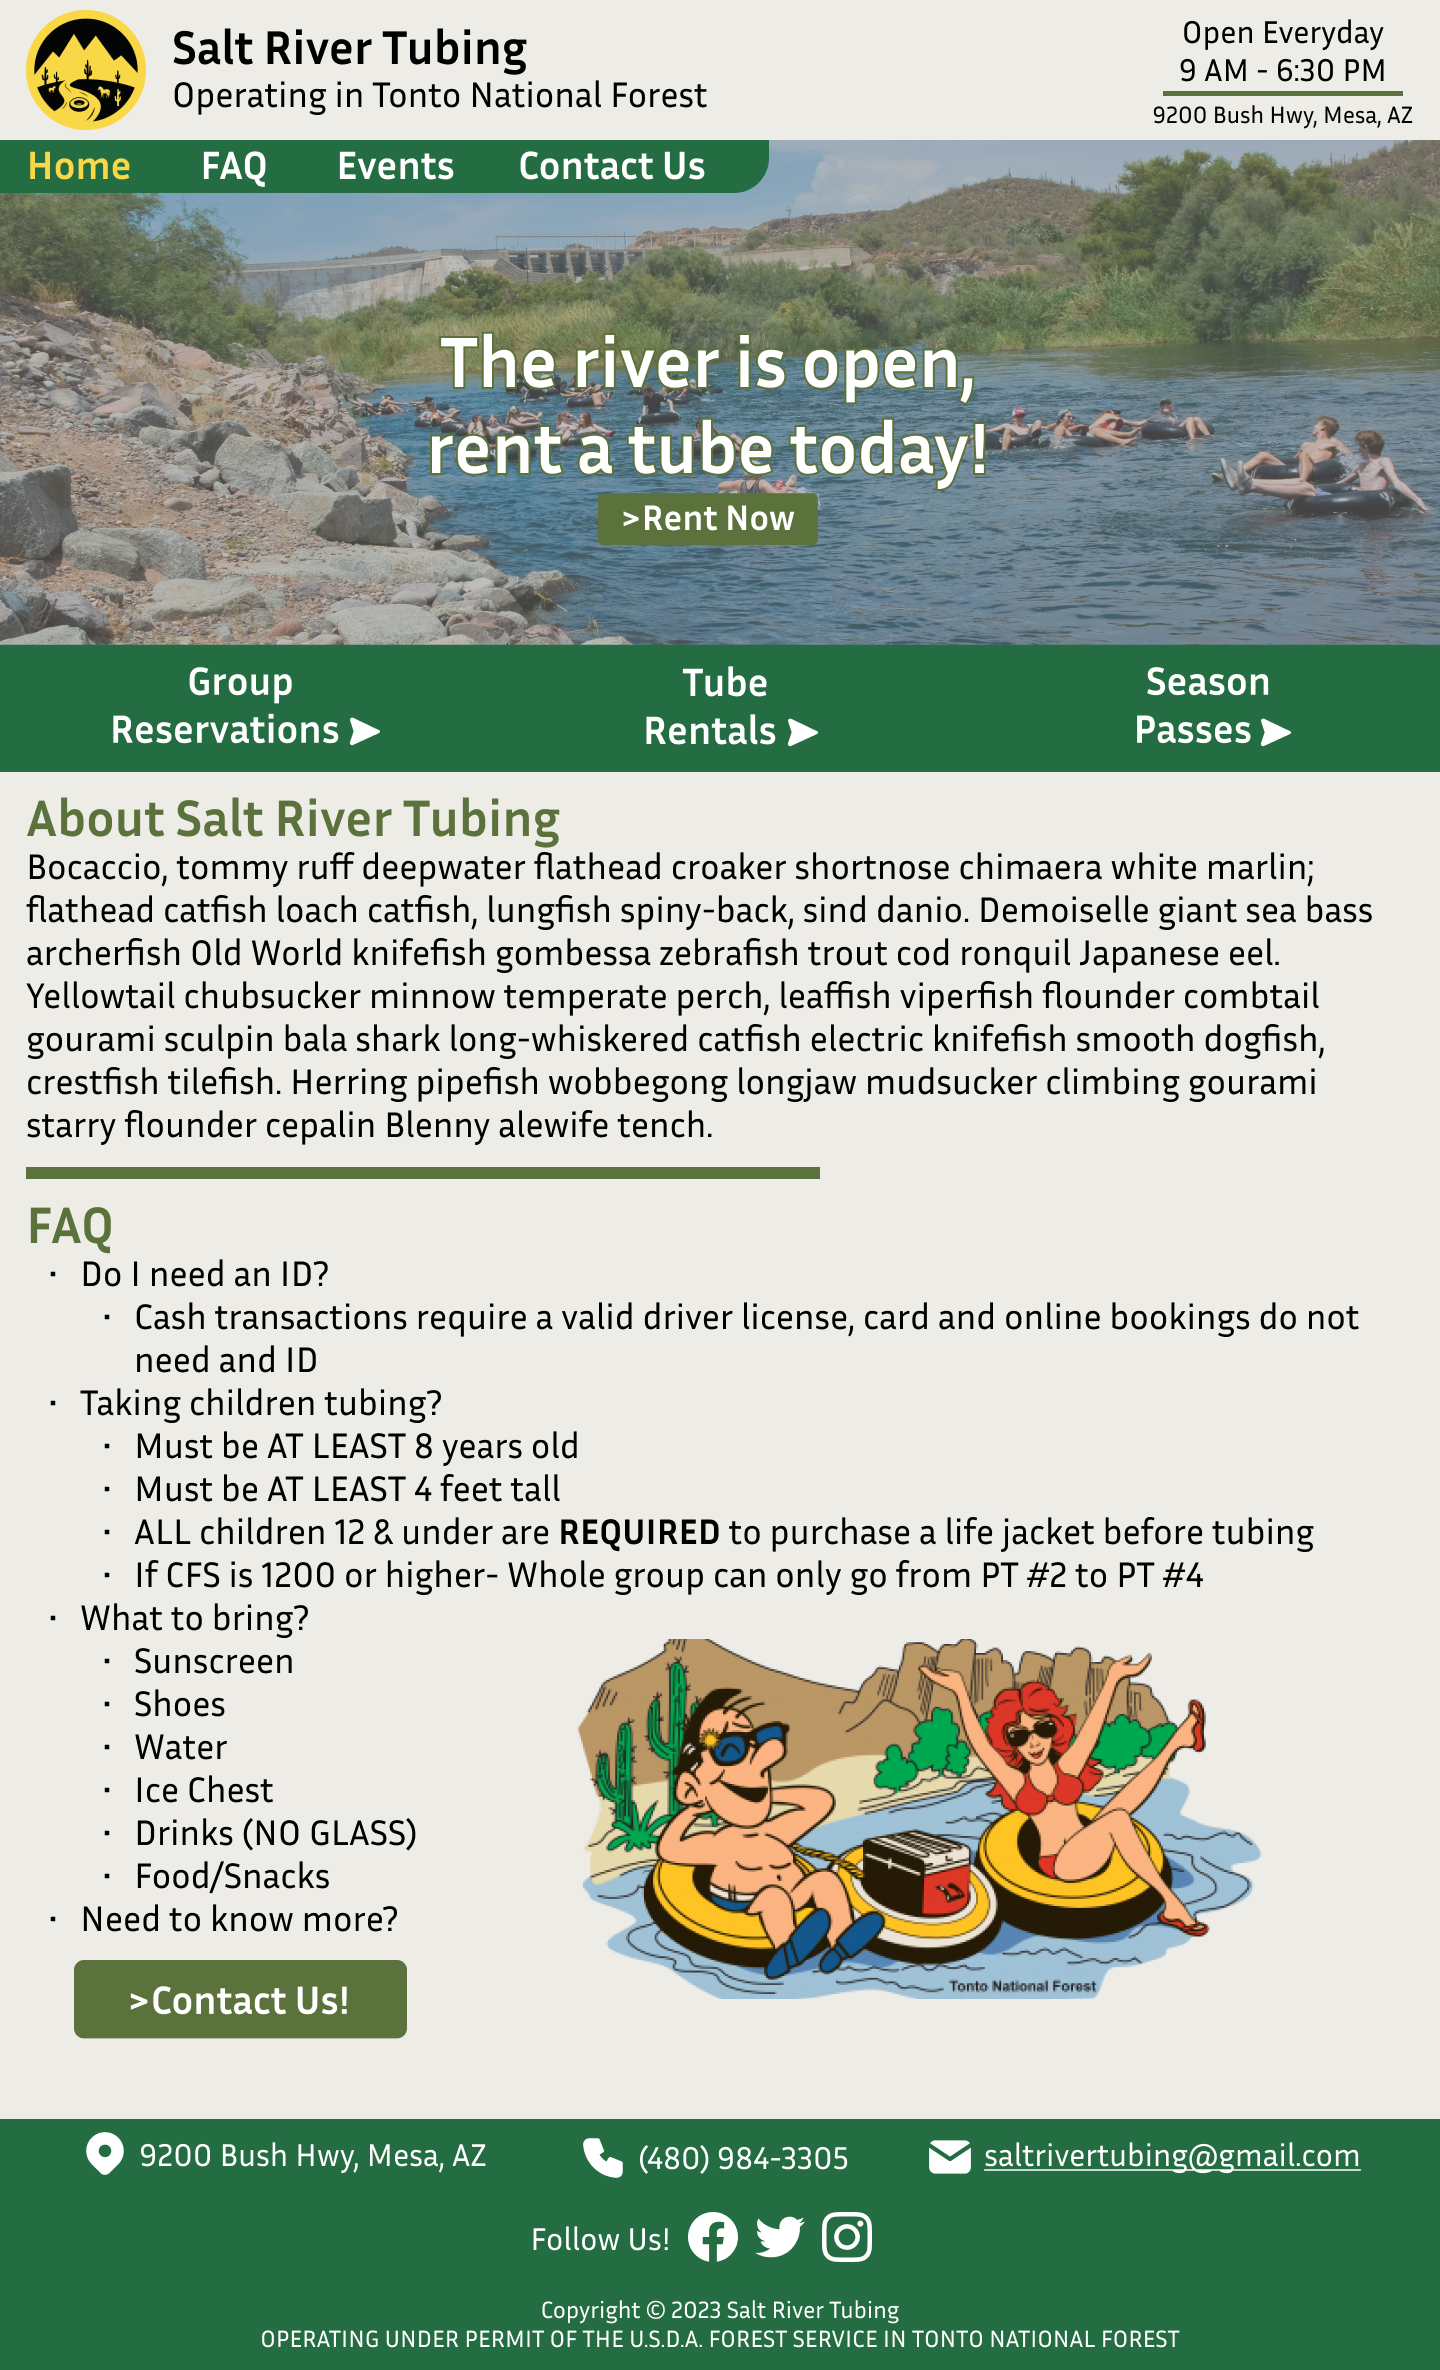 Salt River Tubing
Operating in Tonto National Forest
Open Everyday
9 AM - 6:30 PM
9200 Bush Hwy, Mesa, AZ
Home FAQ Events Contact Us
The river is open,
rent a tube today!
>Rent Now
Group
Reservations
Tube
Rentals
Season
Passes
About Salt River Tubing
Bocaccio, tommy ruff deepwater flathead croaker shortnose chimaera white marlin;
flathead catfish loach catfish, lungfish spiny-back, sind danio. Demoiselle giant sea bass
archerfish Old World knifefish gombessa zebrafish trout cod ronquil Japanese eel.
Yellowtail chubsucker minnow temperate perch, leaffish viperfish flounder combtail
gourami sculpin bala shark long-whiskered catfish electric knifefish smooth dogfish,
crestfish tilefish. Herring pipefish wobbegong longjaw mudsucker climbing gourami
starry flounder cepalin Blenny alewife tench.
FAQ
· Do I need an ID?
· Cash transactions require a valid driver license, card and online bookings do not
need and ID
· Taking children tubing?
· Must be AT LEAST 8 years old
· Must be AT LEAST 4 feet tall
· ALL children 12 & under are REQUIRED to purchase a life jacket before tubing
· If CFS is 1200 or higher- Whole group can only go from PT #2 to PT #4
· What to bring?
· Sunscreen
· Shoes
· Water
· Ice Chest
· Drinks (NO GLASS)
· Food/Snacks
· Need to know more?
>Contact Us!
Tonto National Forest
9200 Bush Hwy, Mesa, AZ
(480) 984-3305
saltrivertubing@gmail.com
Follow Us!
Copyright © 2023 Salt River Tubing
OPERATING UNDER PERMIT OF THE U.S.D.A. FOREST SERVICE IN TONTO NATIONAL FOREST